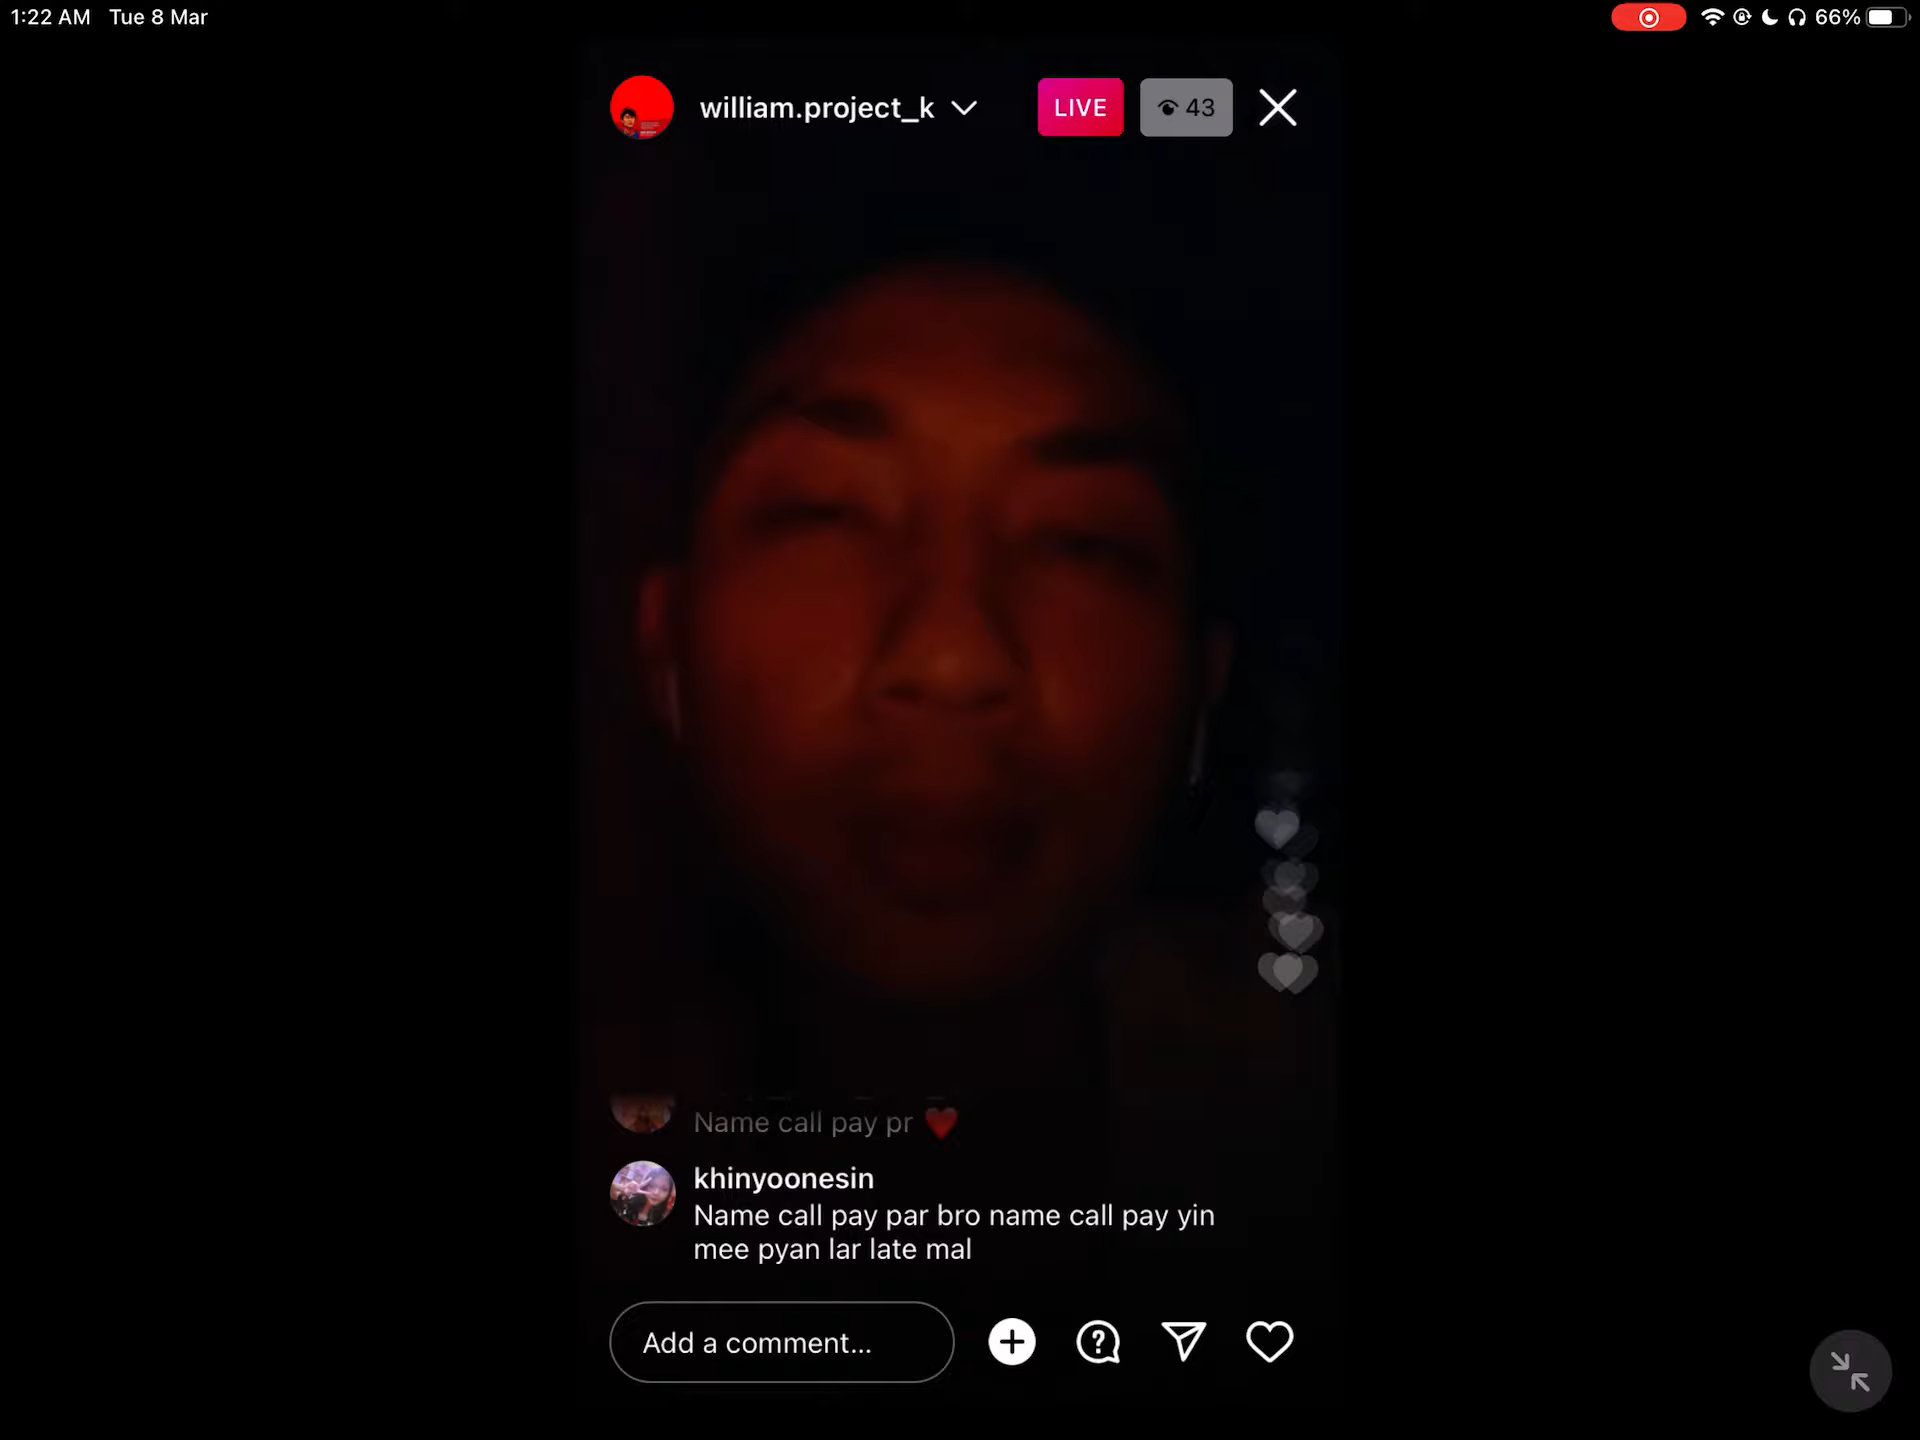 1:22 AM Tue 8 Mar
66%
william.project_k
LIVE
43
Name call pay pr ❤️
khinyoonesin
Name call pay par bro name call pay yin
mee pyan lar late mal
Add a comment...